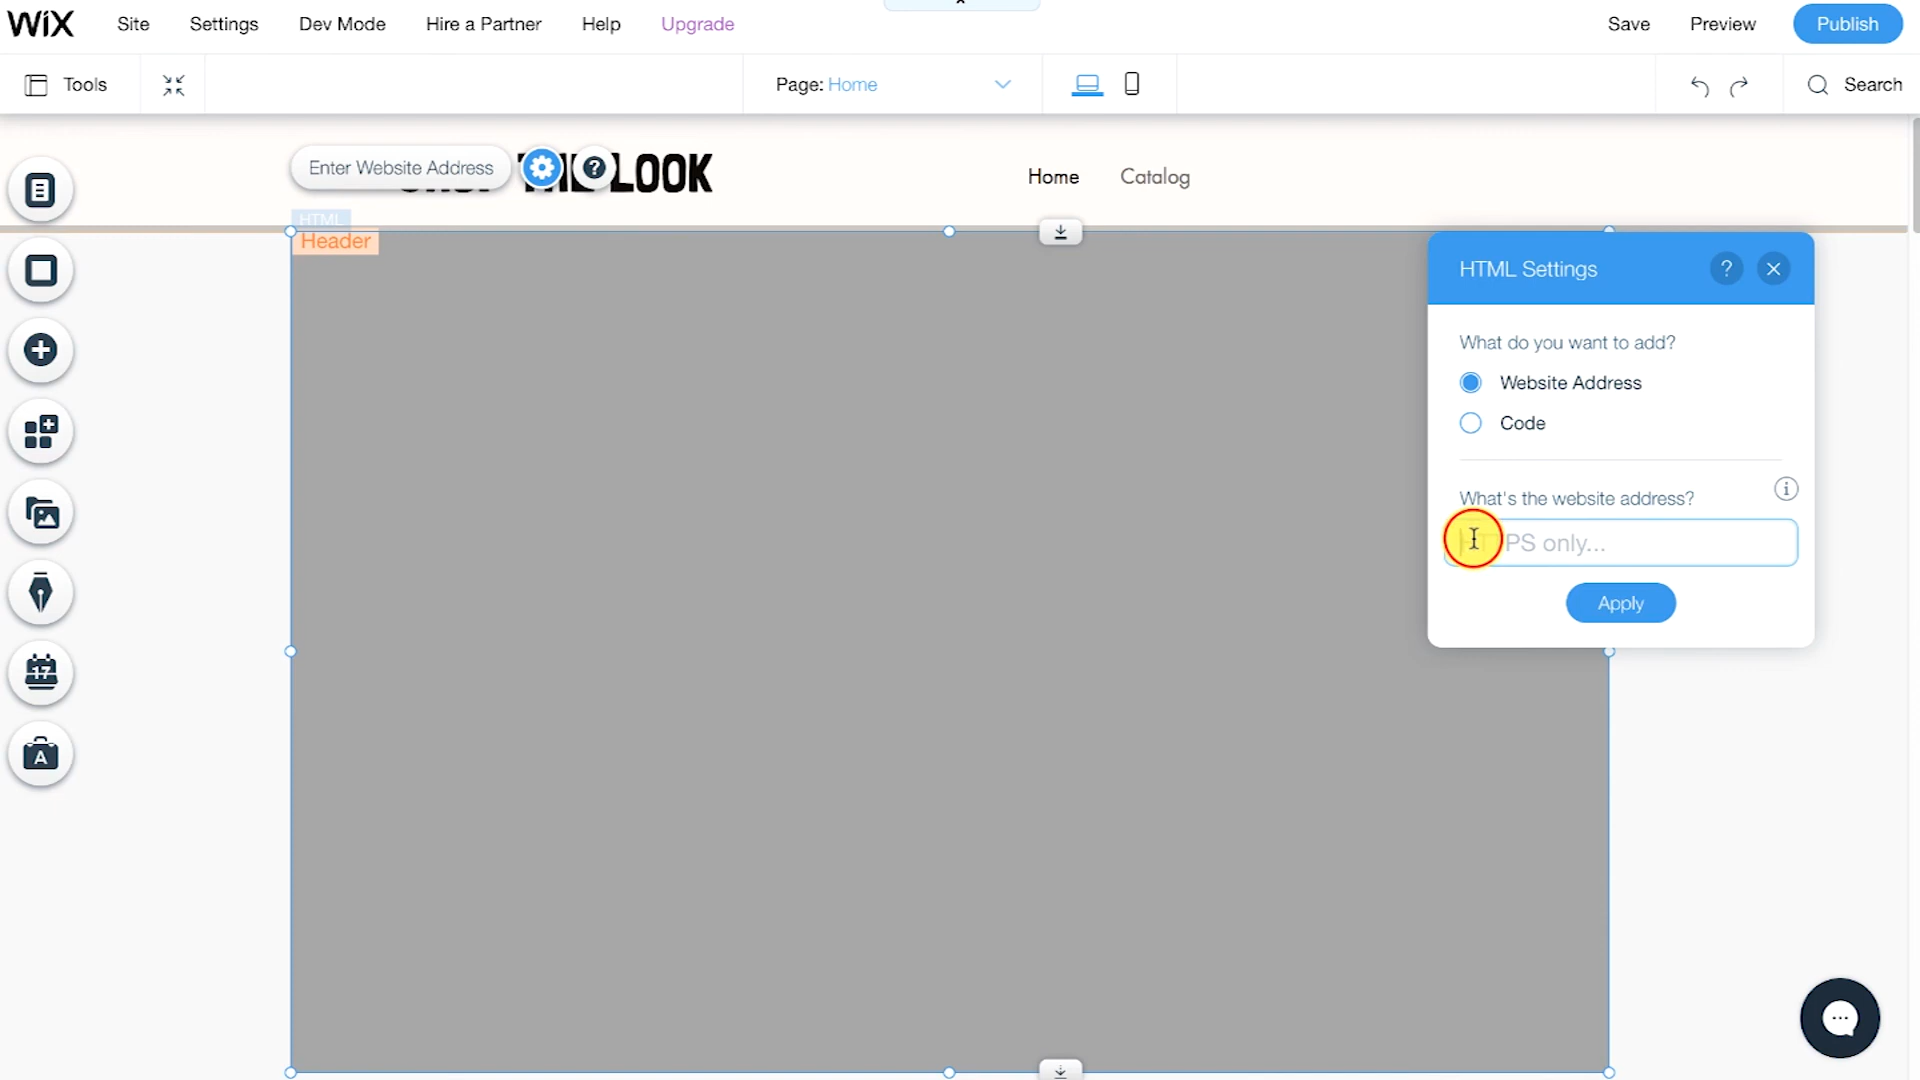 WiX Site Settings Dev Mode Hire a Partner Help Upgrade Save Preview Publish
Tools Page: Home Search
Enter Website Address ? LOOK Home Catalog
HTML
Header
HTML Settings ?
What do you want to add?
Website Address
Code
What's the website address?
HTTPS only...
Apply
17
A